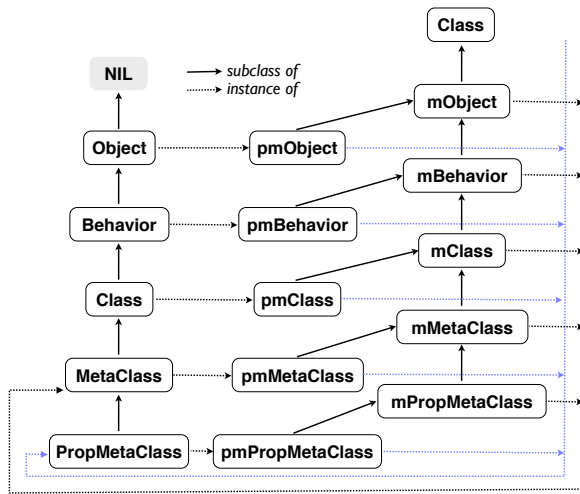 Class
NIL
subclass of
instance of
mObject
Object
pmObject
mBehavior
Behavior
pmBehavior
mClass
Class
pmClass
mMetaClass
MetaClass
pmMetaClass
mPropMetaClass
PropMetaClass
pmPropMetaClass